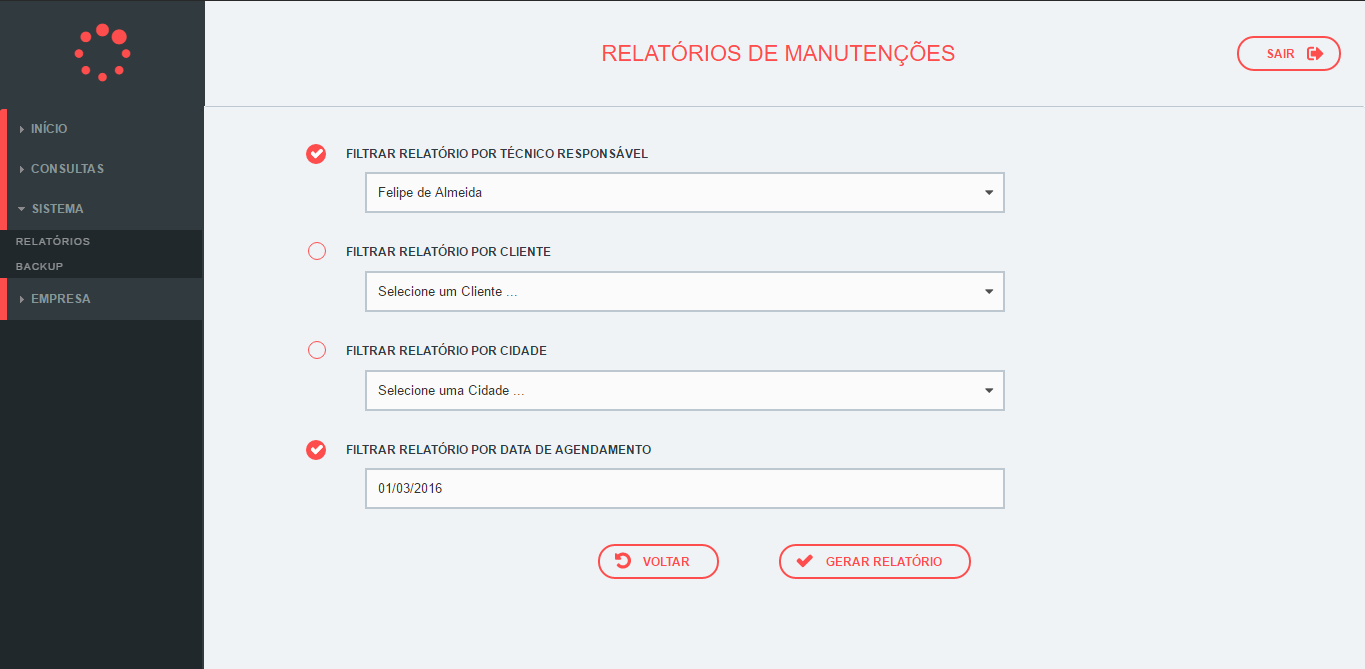 RELATÓRIOS DE MANUTENÇÕES
SAIR
INÍCIO
CONSULTAS
SISTEMA
RELATÓRIOS
BACKUP
EMPRESA
FILTRAR RELATÓRIO POR TÉCNICO RESPONSÁVEL
Felipe de Almeida
FILTRAR RELATÓRIO POR CLIENTE
Selecione um Cliente ...
FILTRAR RELATÓRIO POR CIDADE
Selecione uma Cidade ...
FILTRAR RELATÓRIO POR DATA DE AGENDAMENTO
01/03/2016
VOLTAR
GERAR RELATÓRIO